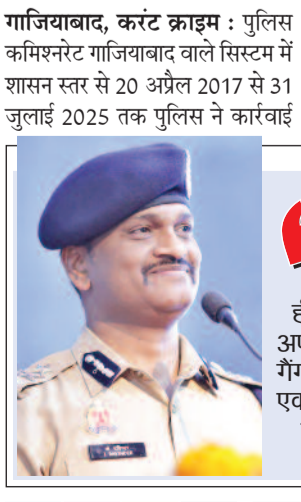 गाजियाबाद, करंट क्राइम : पुलिस
कमिश्नरेट गाजियाबाद वाले सिस्टम में
शासन स्तर से 20 अप्रैल 2017 से 31
जुलाई 2025 तक पुलिस ने कार्रवाई